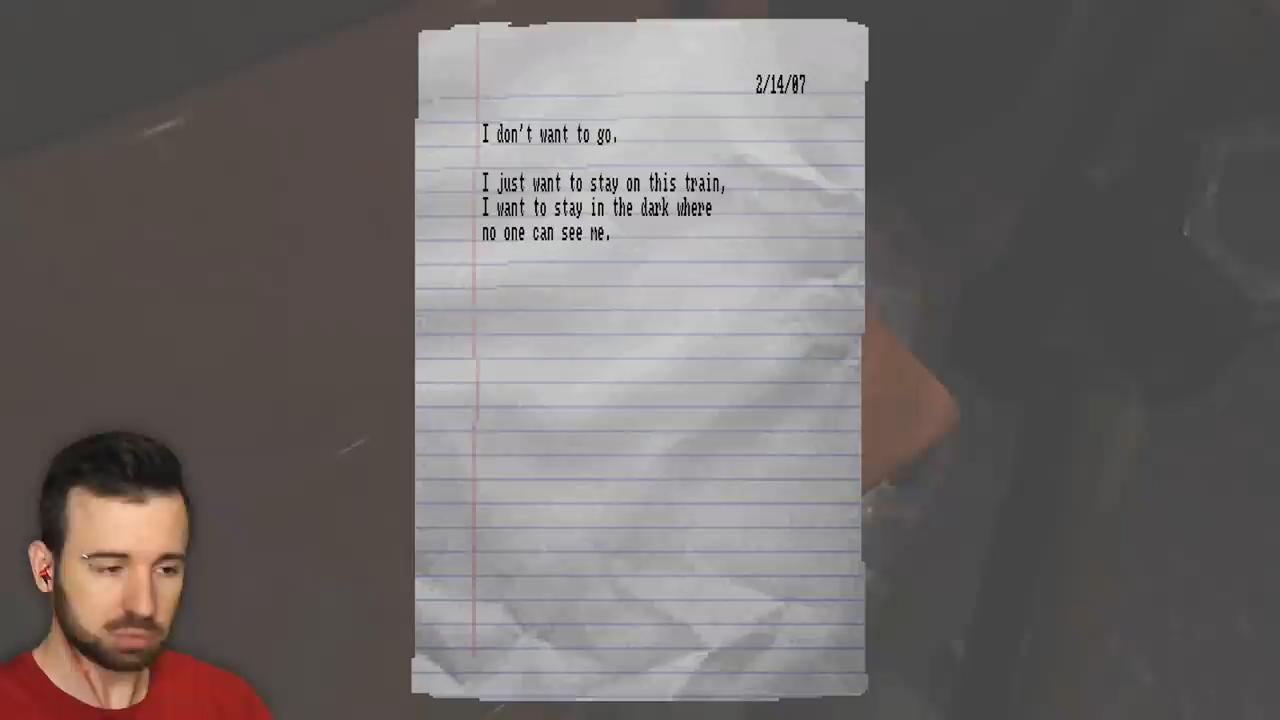 2/14/07
I don't want to go.
I just want to stay on this train,
I want to stay in the dark where
no one can see me.